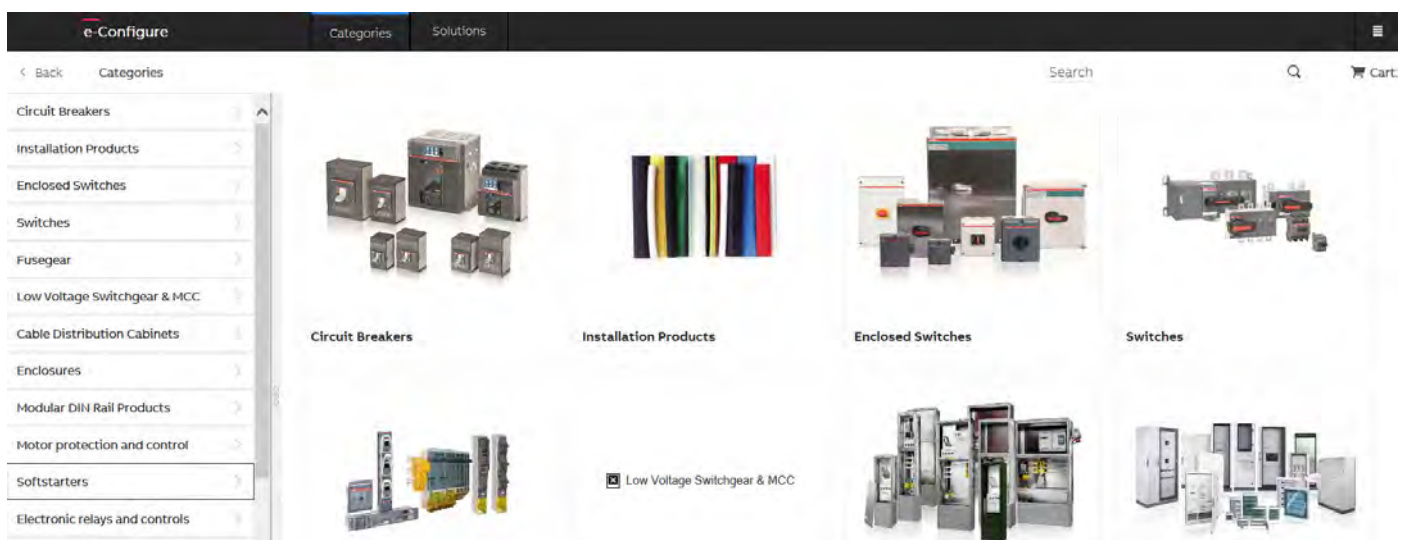 e-Configure
Categories
Solutions
Back
Categories
Search
Cart:
Circuit Breakers
Installation Products
Enclosed Switches
Switches
Fusegear
Low Voltage Switchgear & MCC
Cable Distribution Cabinets
Enclosures
Modular DIN Rail Products
Motor protection and control
Softstarters
Electronic relays and controls
Circuit Breakers
Installation Products
Enclosed Switches
Switches
Low Voltage Switchgear & MCC